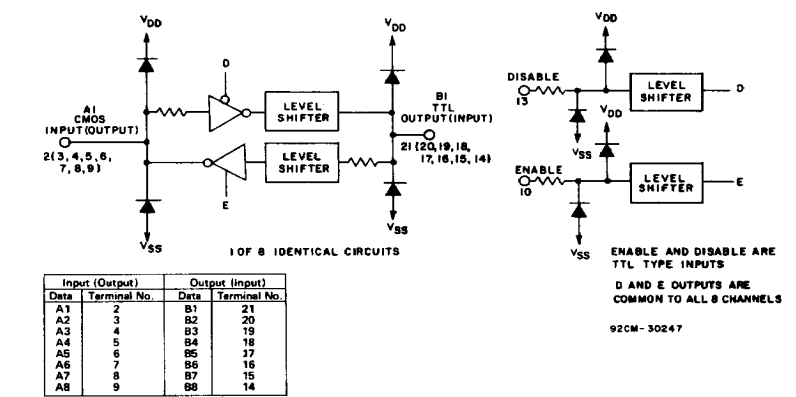 VDD
A1
CMOS
INPUT(OUTPUT)
2(3,4,5,6,
7,8,9)
VSS
D
LEVEL
SHIFTER
LEVEL
SHIFTER
E
VDD
B1
TTL
OUTPUT(INPUT)
21 (20,19,18,
17,16,15,14)
VSS
1 OF 8 IDENTICAL CIRCUITS
VDD
DISABLE
13
LEVEL
SHIFTER
D
VSS
VDD
ENABLE
10
LEVEL
SHIFTER
E
VSS
ENABLE AND DISABLE ARE
TTL TYPE INPUTS
D AND E OUTPUTS ARE
COMMON TO ALL 8 CHANNELS
92CM-30247
Input (Output) Output (Input)
Data Terminal No. Data Terminal No.
A1 2 B1 21
A2 3 B2 20
A3 4 B3 19
A4 5 B4 18
A5 6 B5 17
A6 7 B6 16
A7 8 B7 15
A8 9 B8 14